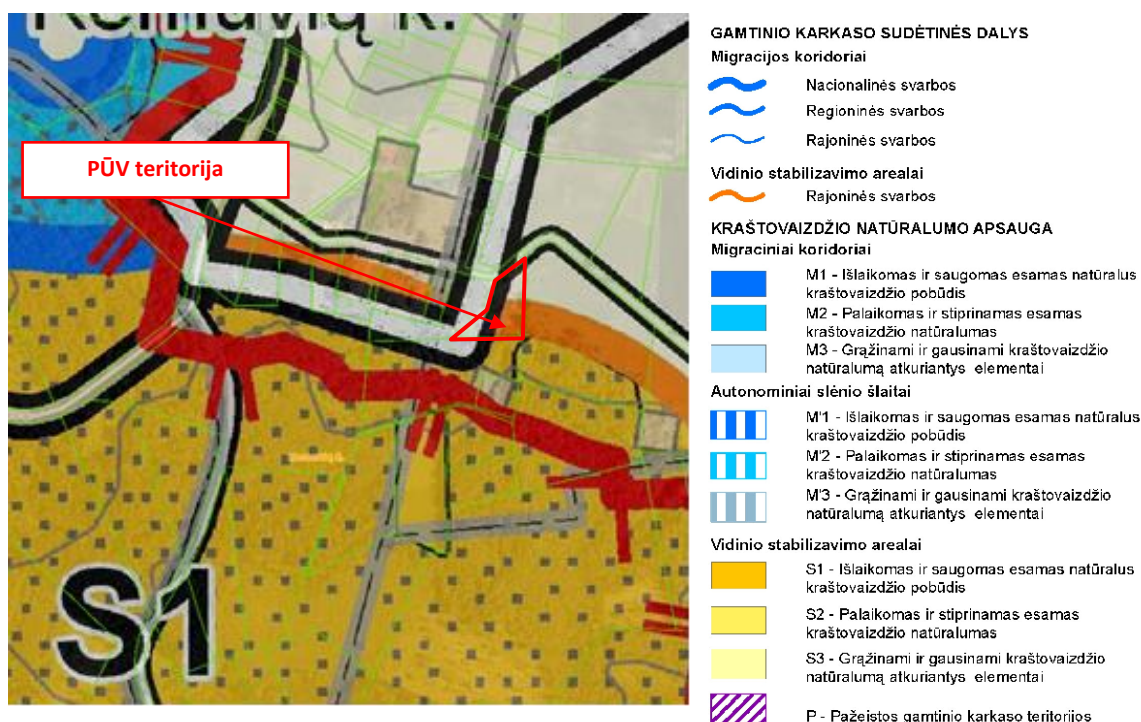 PŪV teritorija
S1
GAMTINIO KARKASO SUDĖTINĖS DALYS
Migracijos koridoriai
Nacionalinės svarbos
Regioninės svarbos
Rajoninės svarbos
Vidinio stabilizavimo arealai
Rajoninės svarbos
KRAŠTOVAIZDŽIO NATŪRALUMO APSAUGA
Migraciniai koridoriai
M1 - Išlaikomas ir saugomas esamas natūralus
kraštovaizdžio pobūdis
M2 - Palaikomas ir stiprinamas esamas
kraštovaizdžio natūralumas
M3 - Grąžinami ir gausinami kraštovaizdžio
natūralumą atkuriantys elementai
Autonominiai slėnio šlaitai
M'1 - Išlaikomas ir saugomas esamas natūralus
kraštovaizdžio pobūdis
M'2 - Palaikomas ir stiprinamas esamas
kraštovaizdžio natūralumas
M'3 - Grąžinami ir gausinami kraštovaizdžio
natūralumą atkuriantys elementai
Vidinio stabilizavimo arealai
S1 - Išlaikomas ir saugomas esamas natūralus
kraštovaizdžio pobūdis
S2 - Palaikomas ir stiprinamas esamas
kraštovaizdžio natūralumas
S3 - Grąžinami ir gausinami kraštovaizdžio
natūralumą atkuriantys elementai
P - Pažeistos gamtinio karkaso teritorijos